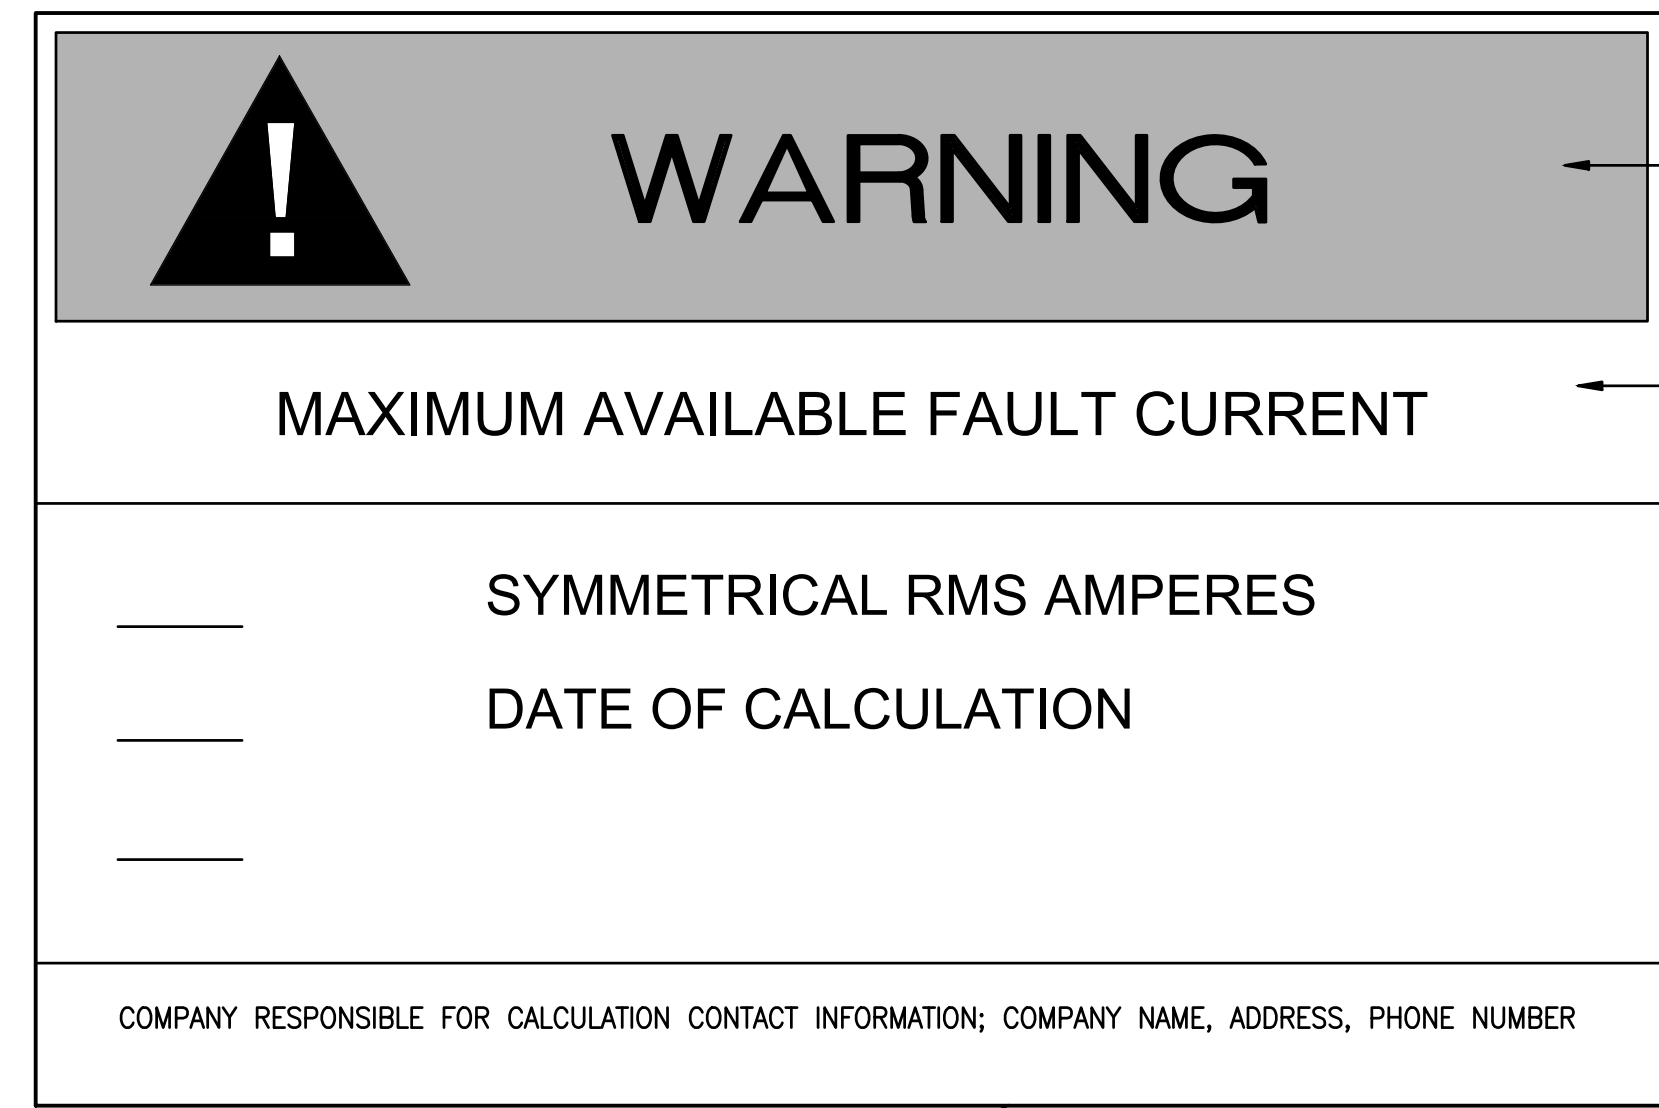 ! WARNING
MAXIMUM AVAILABLE FAULT CURRENT
SYMMETRICAL RMS AMPERES
DATE OF CALCULATION
COMPANY RESPONSIBLE FOR CALCULATION CONTACT INFORMATION; COMPANY NAME, ADDRESS, PHONE NUMBER